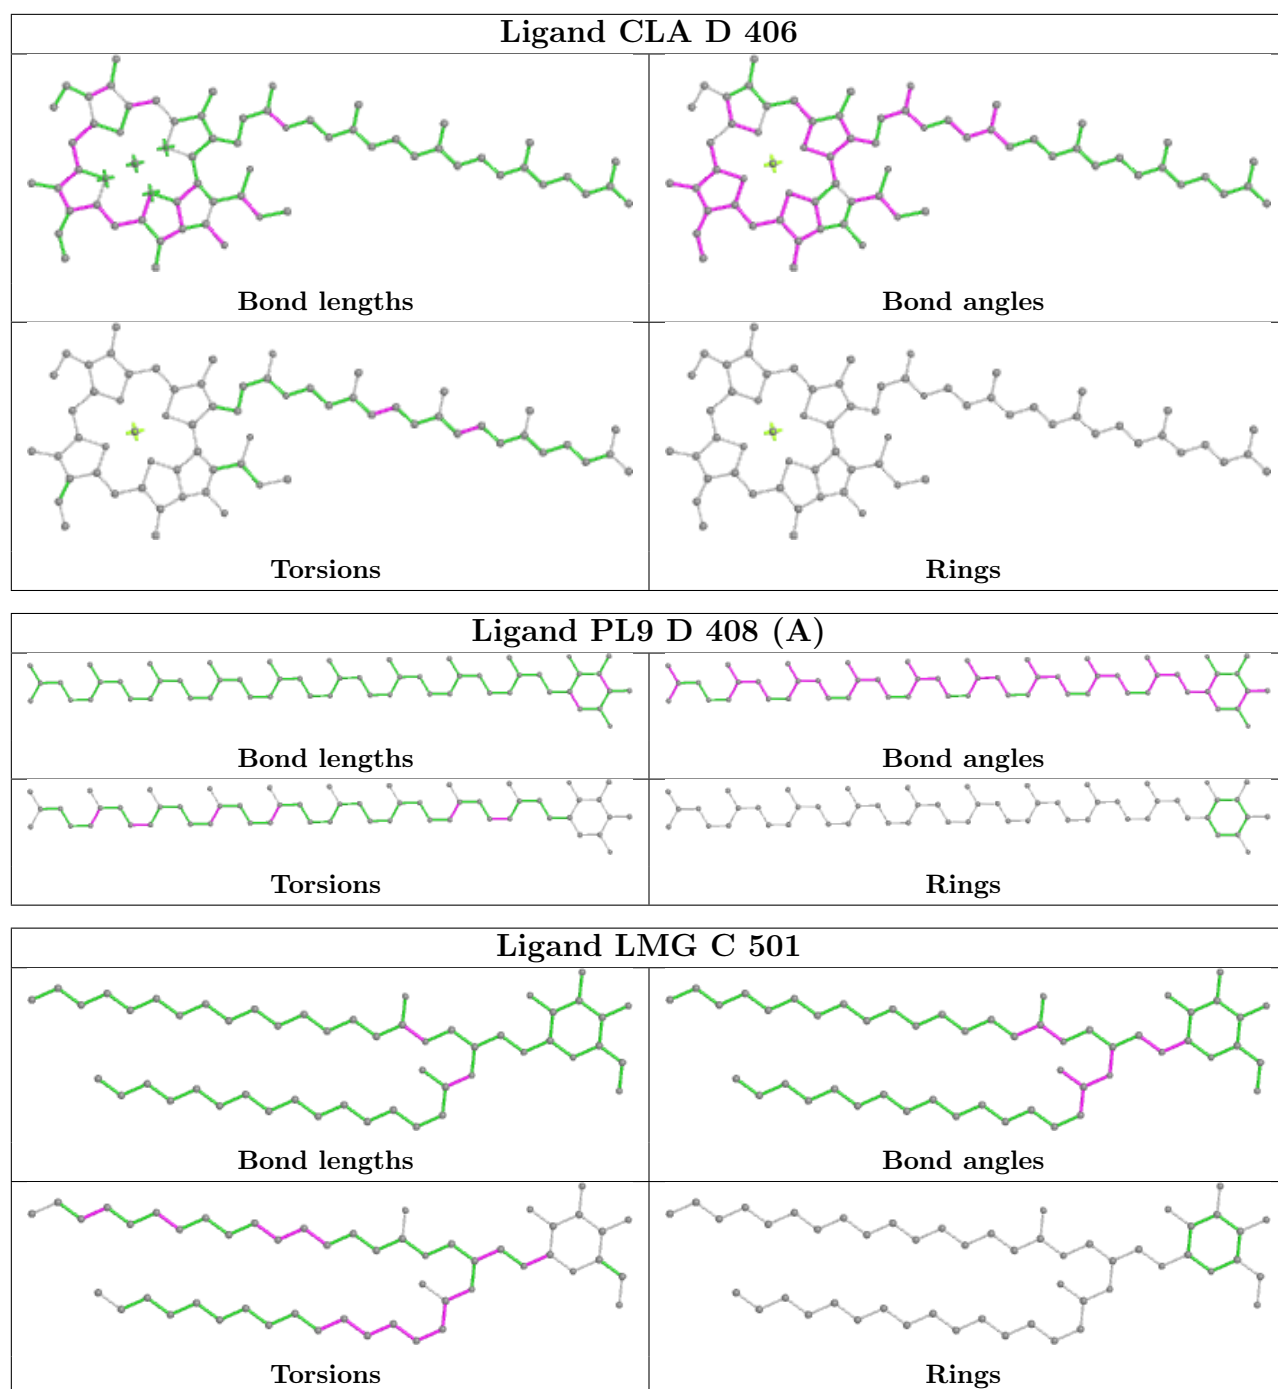 Ligand CLA D 406
Bond lengths
Bond angles
Torsions
Rings
Ligand PL9 D 408 (A)
Bond lengths
Bond angles
Torsions
Rings
Ligand LMG C 501
Bond lengths
Bond angles
Torsions
Rings